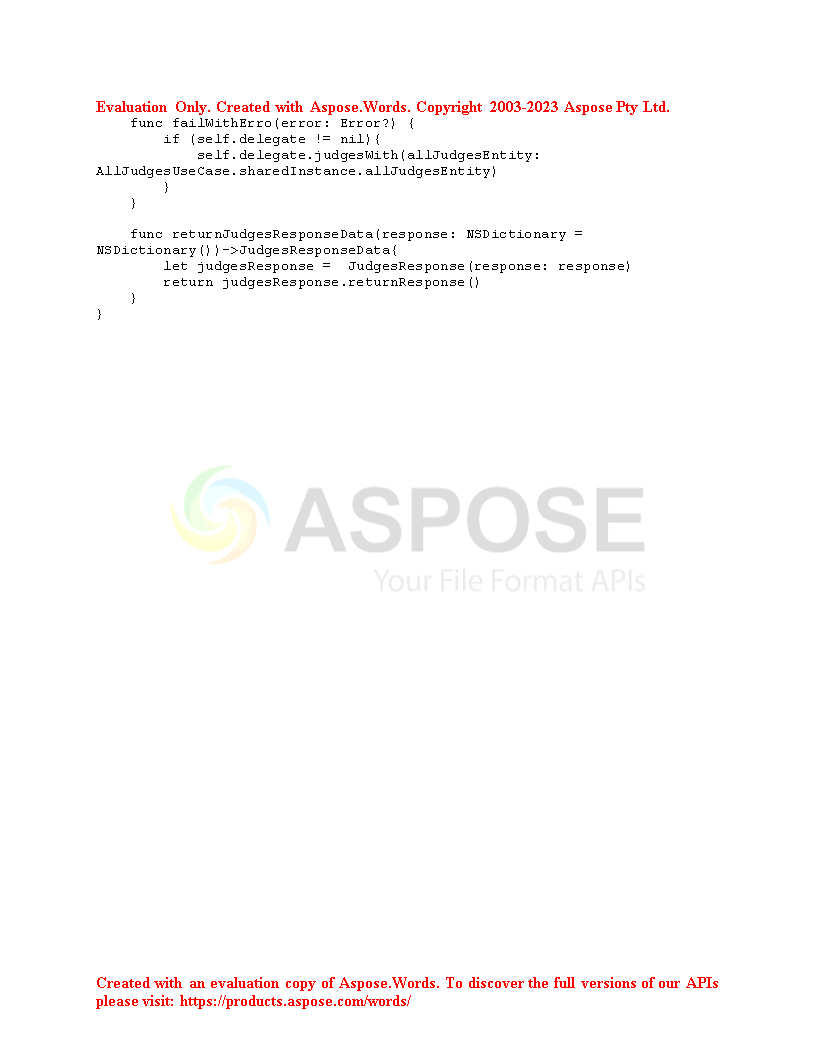 Evaluation Only. Created with Aspose.Words. Copyright 2003-2023 Aspose Pty Ltd.
    func failWithErro(error: Error?) {
        if (self.delegate != nil){
            self.delegate.judgesWith(allJudgesEntity:
AllJudgesUseCase.sharedInstance.allJudgesEntity)
        }
    }

    func returnJudgesResponseData(response: NSDictionary =
NSDictionary())->JudgesResponseData{
        let judgesResponse =  JudgesResponse(response: response)
        return judgesResponse.returnResponse()
    }
}
ASPOSE
Your File Format APIs
Created with an evaluation copy of Aspose.Words. To discover the full versions of our APIs
please visit: https://products.aspose.com/words/